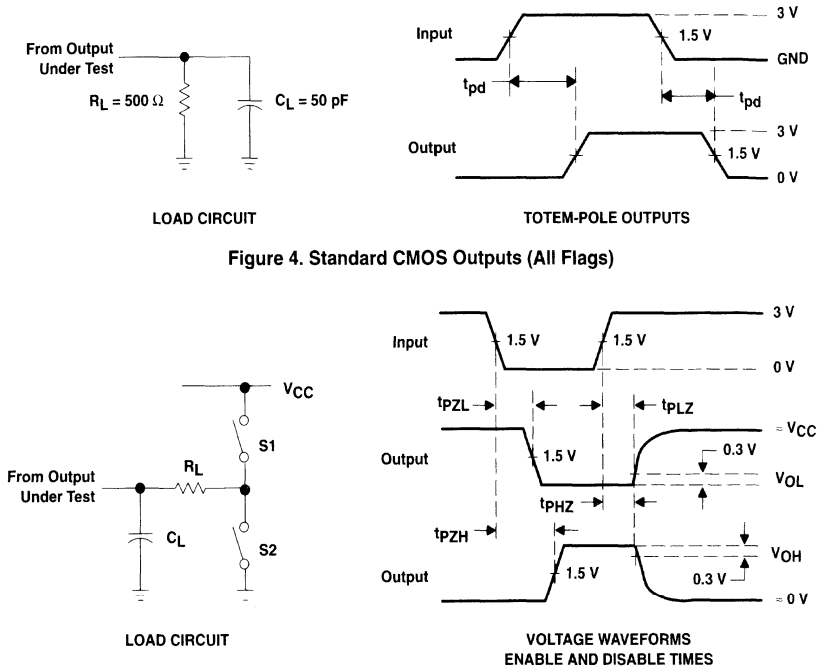 From Output
Under Test
RL = 500 Ω
CL = 50 pF
LOAD CIRCUIT
Input
3 V
1.5 V
GND
tpd
tpd
Output
3 V
1.5 V
0 V
TOTEM-POLE OUTPUTS
Figure 4. Standard CMOS Outputs (All Flags)
VCC
S1
From Output
Under Test
RL
CL
S2
LOAD CIRCUIT
Input
3 V
1.5 V
1.5 V
0 V
tPZL
tPLZ
≈ VCC
Output
1.5 V
0.3 V
VOL
tPHZ
tPZH
VOH
Output
1.5 V
0.3 V
≈ 0 V
VOLTAGE WAVEFORMS
ENABLE AND DISABLE TIMES